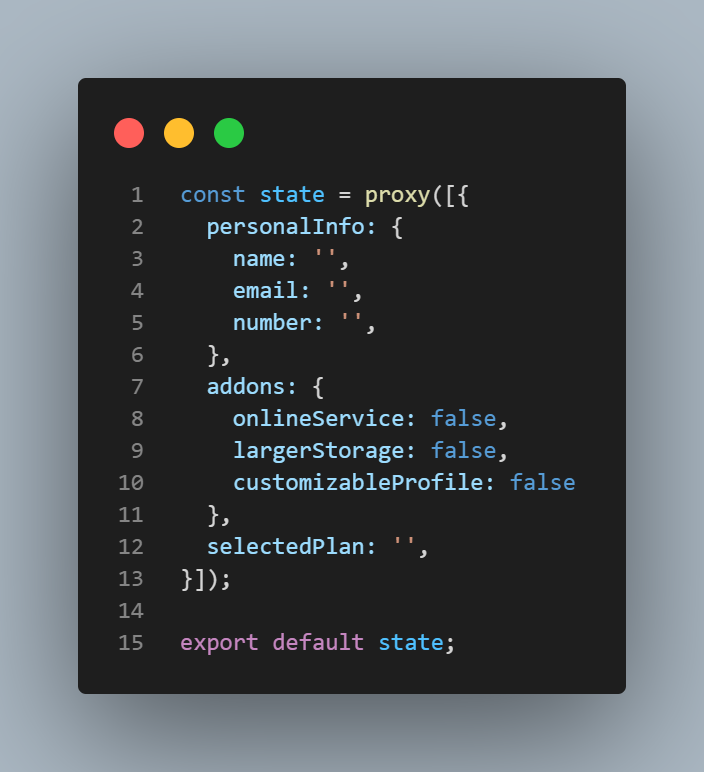 1 const state = proxy([{
2   personalInfo: {
3     name: '',
4     email: '',
5     number: '',
6   },
7   addons: {
8     onlineService: false,
9     largerStorage: false,
10     customizableProfile: false
11   },
12   selectedPlan: '',
13 }]);
14
15 export default state;